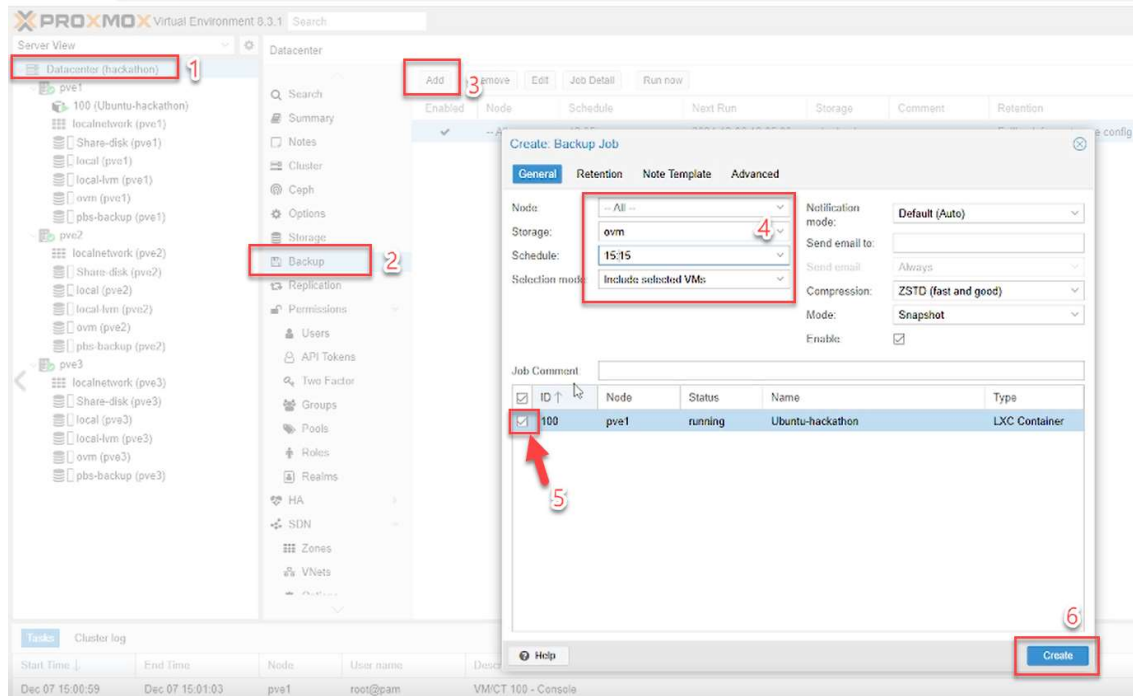 PROXMOX Virtual Environment 8.3.1 Search
Server View
Datacenter (hackathon)
1
pve1
100 (Ubuntu-hackathon)
localnetwork (pve1)
Share-disk (pve1)
local (pve1)
local-lvm (pve1)
ovm (pve1)
pbs-backup (pve1)
pve2
localnetwork (pve2)
Share-disk (pve2)
local (pve2)
local-lvm (pve2)
ovm (pve2)
pbs-backup (pve2)
pve3
localnetwork (pve3)
Share-disk (pve3)
local (pve3)
local-lvm (pve3)
ovm (pve3)
pbs-backup (pve3)
Datacenter
Search
Summary
Notes
Cluster
Ceph
Options
Storage
Backup
2
Replication
Permissions
Users
API Tokens
Two Factor
Groups
Pools
Roles
Realms
HA
SDN
Zones
VNets
Options
Add 3 emove Edit Job Detail Run now
Enabled Node Schedule Next Run Storage Comment Retention
Create: Backup Job
General Retention Note Template Advanced
Node: -- All --
Storage: ovm
4
Schedule: 15:15
Selection mode Include selected VMs
Notification mode: Default (Auto)
Send email to:
Send email: Always
Compression: ZSTD (fast and good)
Mode: Snapshot
Enable:
Job Comment
ID Node Status Name Type
100 pve1 running Ubuntu-hackathon LXC Container
5
6
Help Create
Tasks Cluster log
Start Time End Time Node User name
Dec 07 15:00:59 Dec 07 15:01:03 pve1 root@pam VM/CT 100 - Console